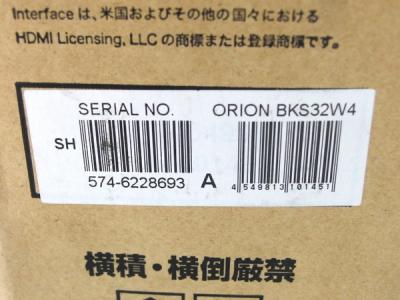 Interface は、米国およびその他の国々における
HDMI Licensing, LLC の商標または登録商標です。
SERIAL NO. ORION BKS32W4
SH
574-6228693 A 4 549813 101451
横積・横倒厳禁